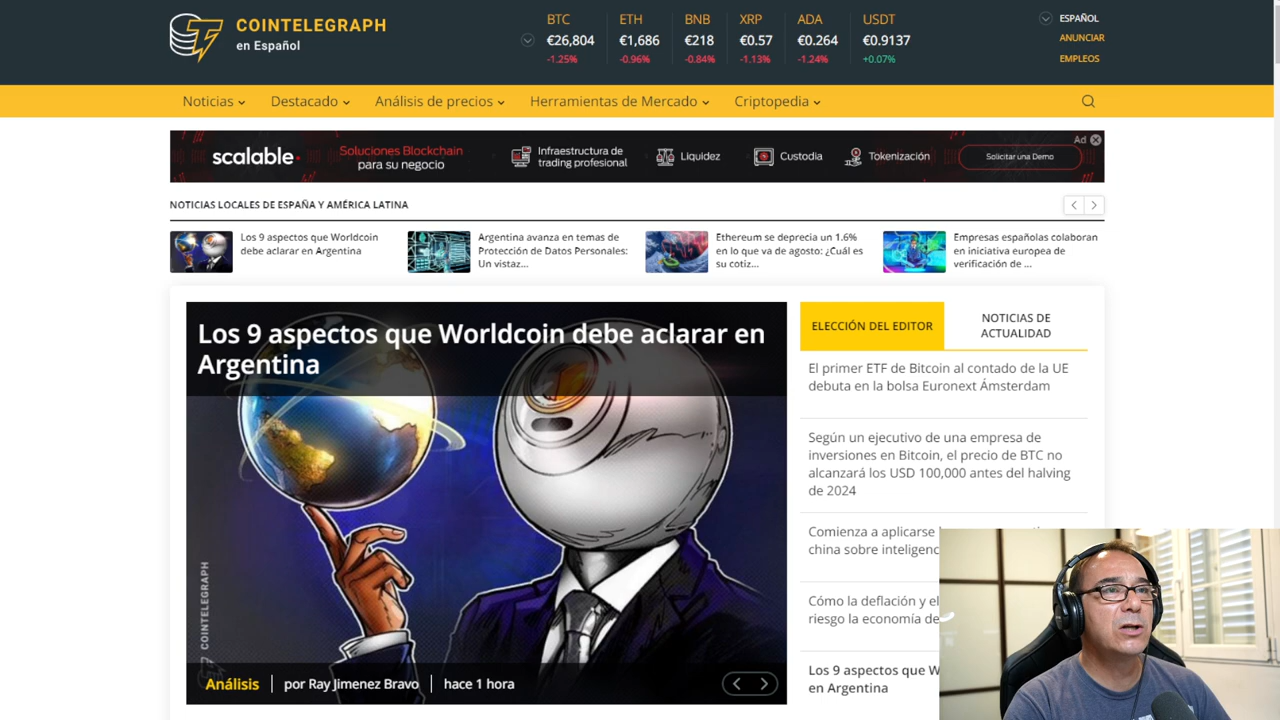 COINTELEGRAPH
en Español
BTC
€26,804
-1.25%
ETH
€1,686
-0.96%
BNB
€218
-0.84%
XRP
€0.57
-1.13%
ADA
€0.264
-1.24%
USDT
€0.9137
+0.07%
ESPAÑOL
ANUNCIAR
EMPLEOS
Noticias
Destacado
Análisis de precios
Herramientas de Mercado
Criptopedia
scalable
Soluciones Blockchain
para su negocio
Infraestructura de
trading profesional
Liquidez
Custodia
Tokenización
Solicitar una Demo
Ad
NOTICIAS LOCALES DE ESPAÑA Y AMÉRICA LATINA
Los 9 aspectos que Worldcoin
debe aclarar en Argentina
Argentina avanza en temas de
Protección de Datos Personales:
Un vistaz...
Ethereum se deprecia un 1.6%
en lo que va de agosto: ¿Cuál es
su cotiz...
Empresas españolas colaboran
en iniciativa europea de
verificación de ...
Los 9 aspectos que Worldcoin debe aclarar en
Argentina
COINTELEGRAPH
Análisis
por Ray Jimenez Bravo
hace 1 hora
ELECCIÓN DEL EDITOR
NOTICIAS DE
ACTUALIDAD
El primer ETF de Bitcoin al contado de la UE
debuta en la bolsa Euronext Ámsterdam
Según un ejecutivo de una empresa de
inversiones en Bitcoin, el precio de BTC no
alcanzará los USD 100,000 antes del halving
de 2024
Comienza a aplicarse
china sobre
Cómo la deflación y el
riesgo la economía de
Los 9 aspectos que W
en Argentina